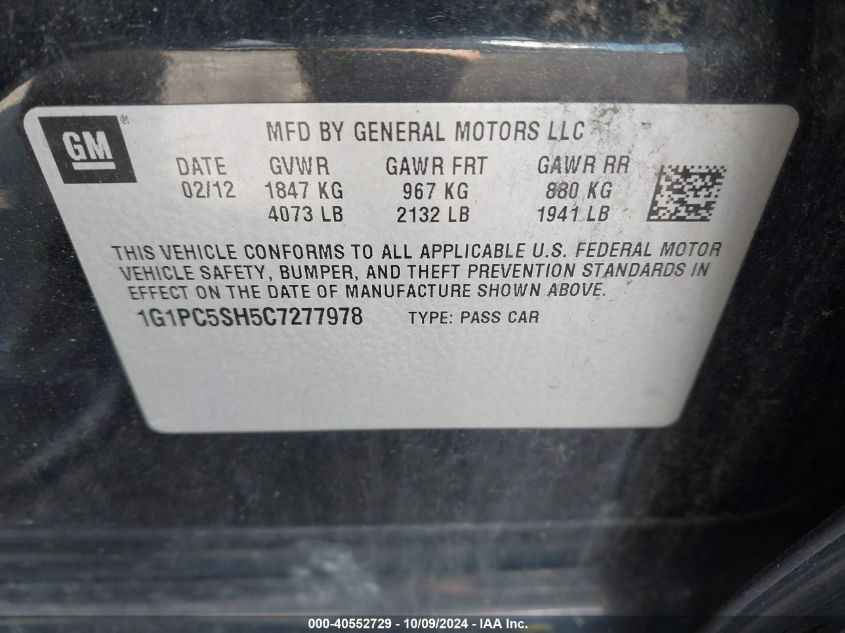 GM®
MFD BY GENERAL MOTORS LLC
DATE GVWR GAWR FRT GAWR RR
02/12 1847 KG 967 KG 880 KG
4073 LB 2132 LB 1941 LB
THIS VEHICLE CONFORMS TO ALL APPLICABLE U.S. FEDERAL MOTOR
VEHICLE SAFETY, BUMPER, AND THEFT PREVENTION STANDARDS IN
EFFECT ON THE DATE OF MANUFACTURE SHOWN ABOVE.
1G1PC5SH5C7277978 TYPE: PASS CAR
000-40552729 - 10/09/2024 - IAA Inc.